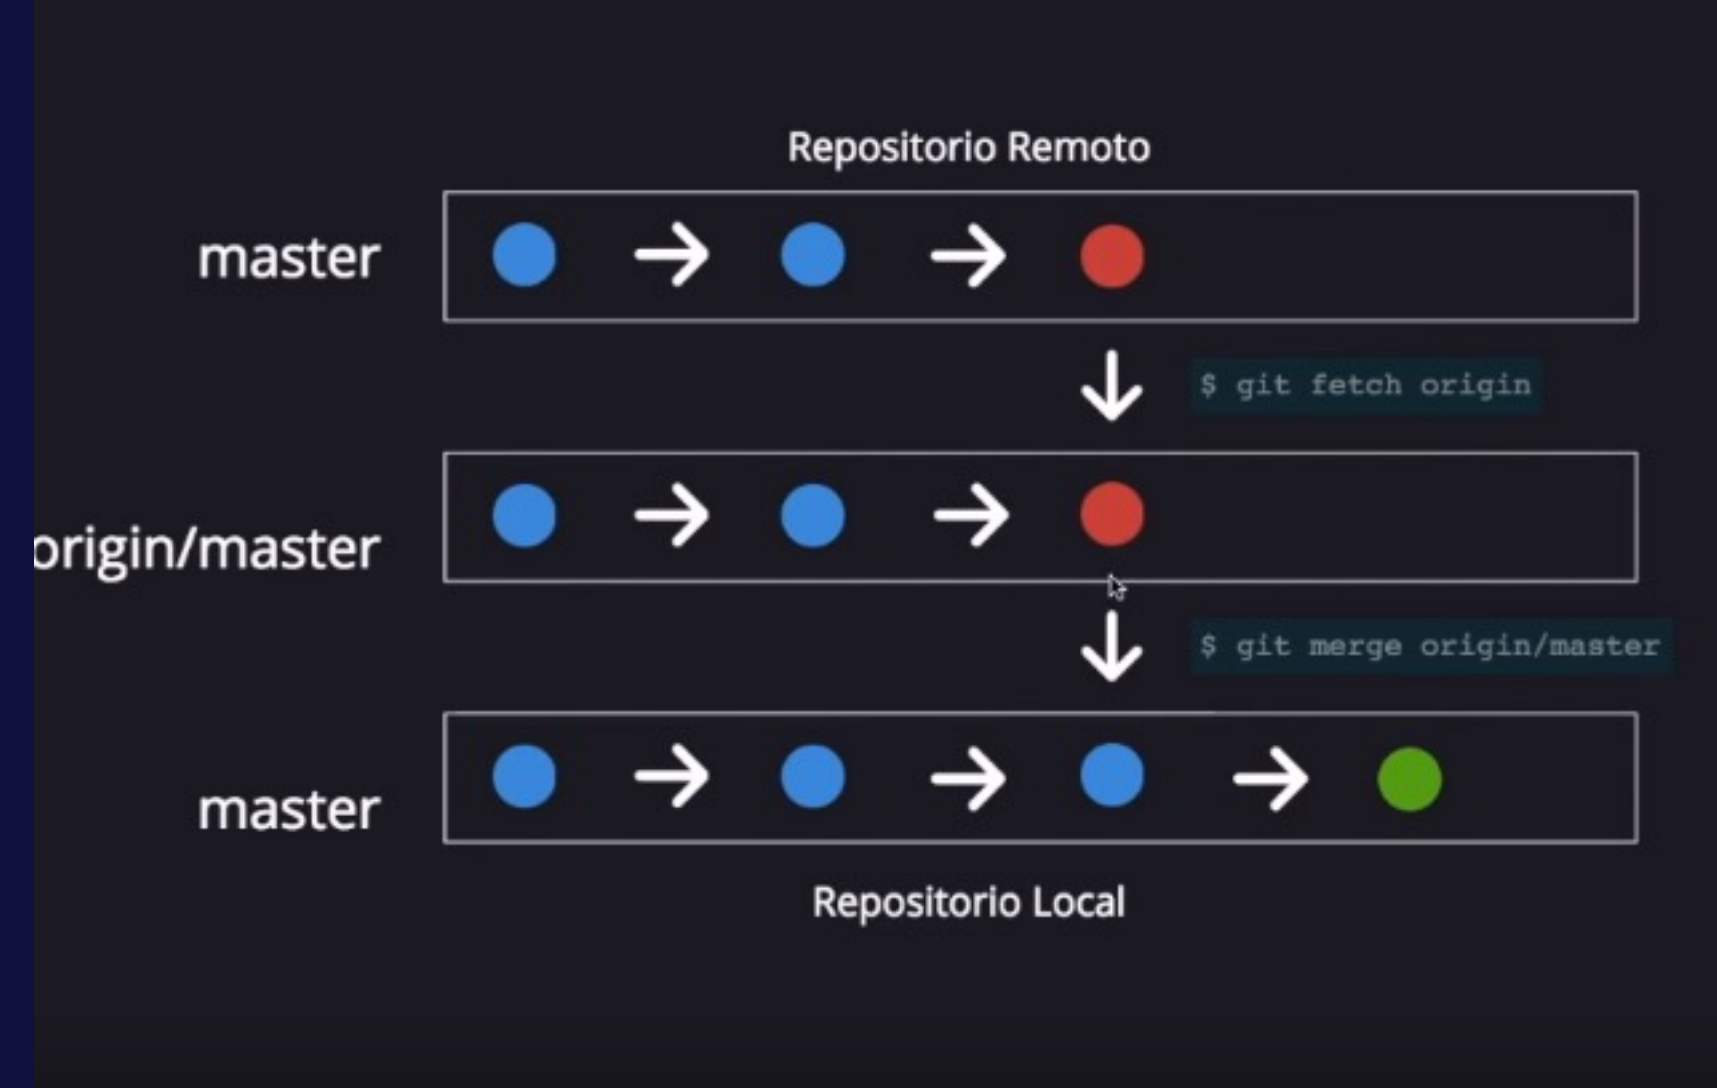 Repositorio Remoto
master
$ git fetch origin
origin/master
$ git merge origin/master
master
Repositorio Local